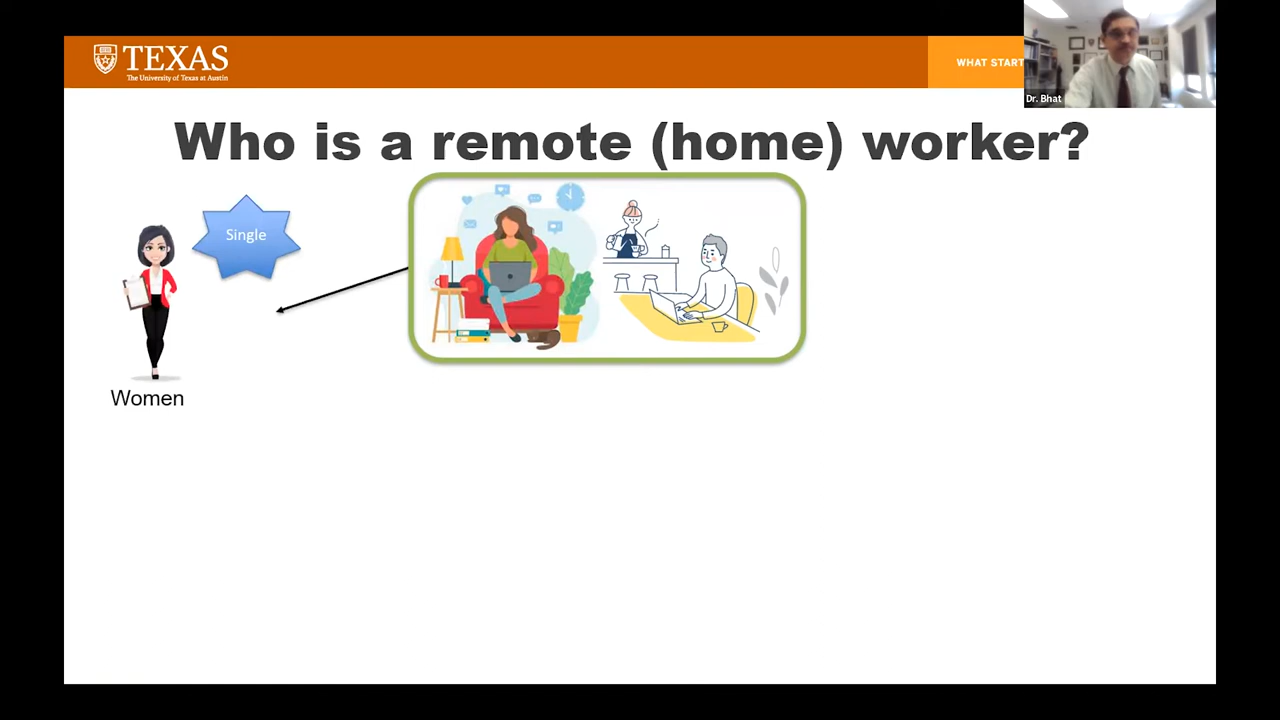 TEXAS
The University of Texas at Austin
WHAT START
Dr. Bhat
Who is a remote (home) worker?
Single
Women